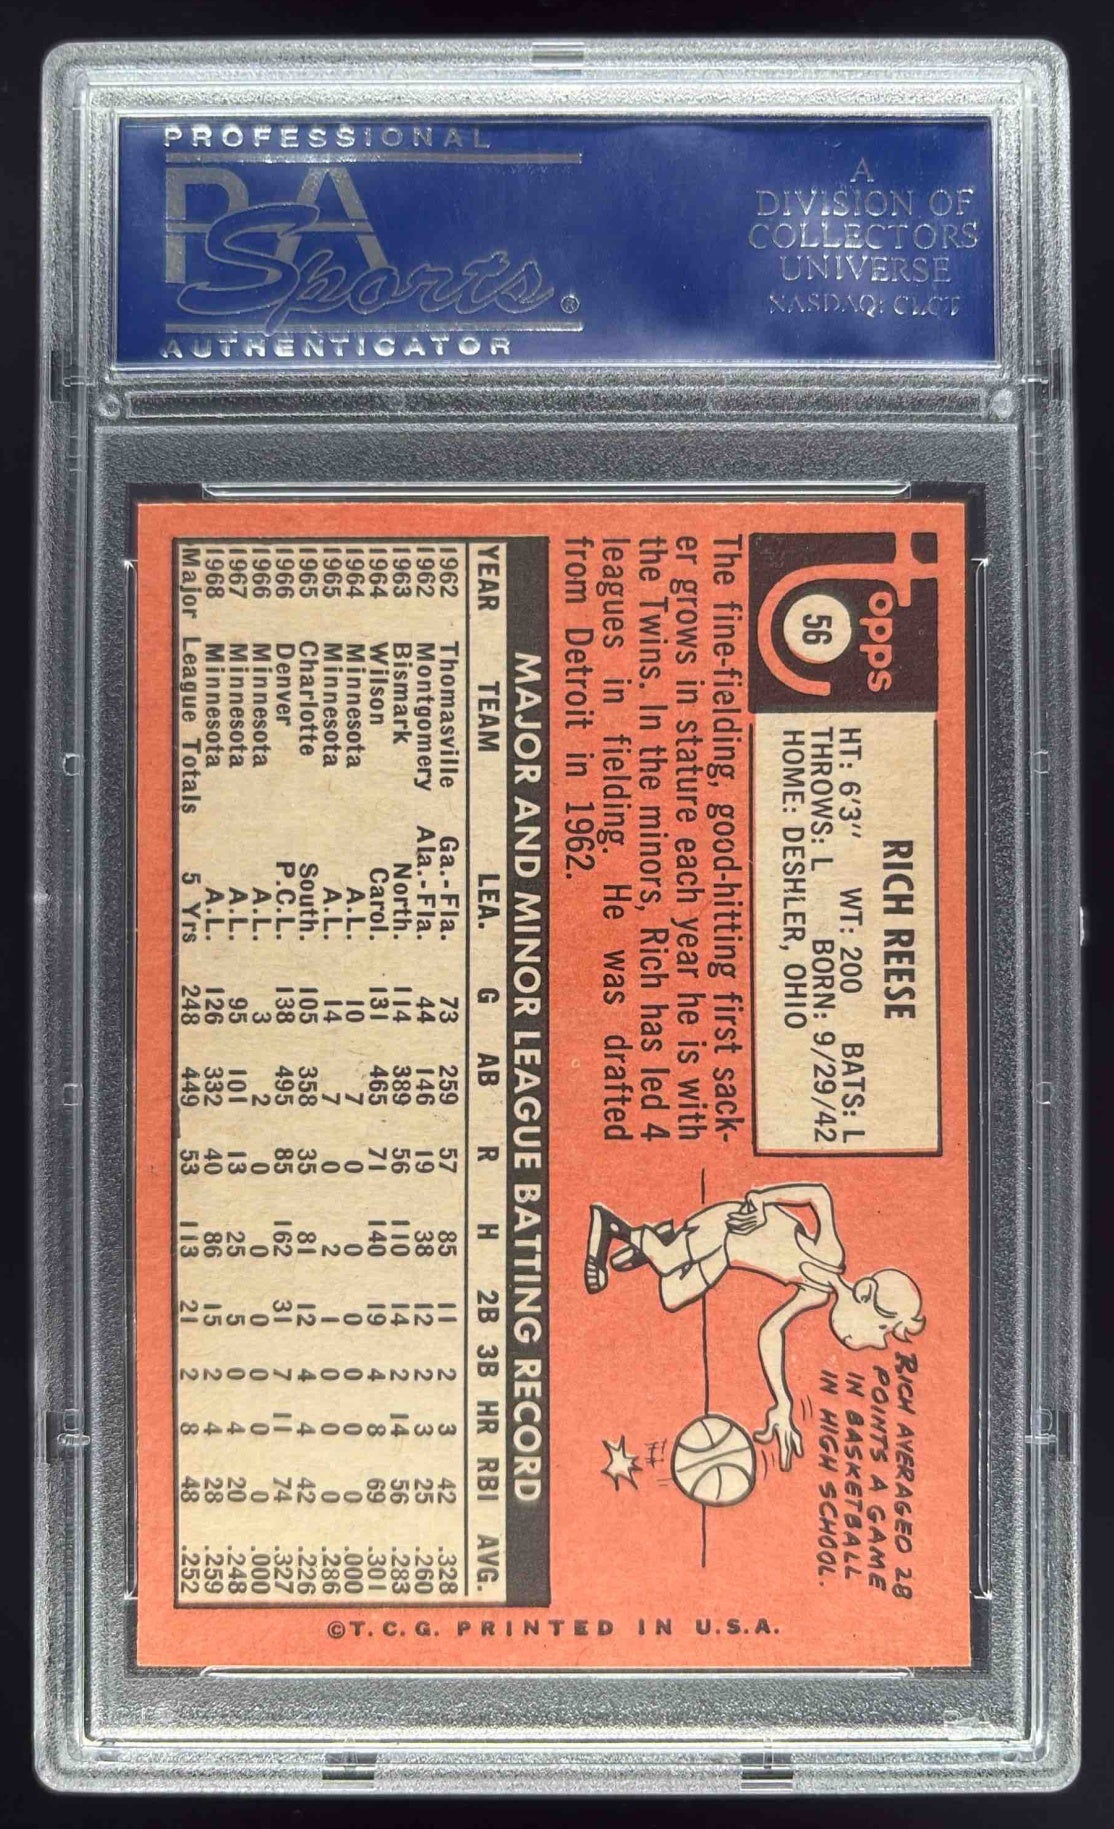 PROFESSIONAL
PSA
Sports®
AUTHENTICATOR
A
DIVISION OF
COLLECTORS
UNIVERSE
NASDAQ: CLCT
Topps
56
RICH REESE
HT: 6'3" WT: 200 BATS: L
THROWS: L BORN: 9/29/42
HOME: DESHLER, OHIO
The fine-fielding, good-hitting first sack-
er grows in stature each year he is with
the Twins. In the minors, Rich has led 4
leagues in fielding. He was drafted
from Detroit in 1962.
RICH AVERAGED 28
POINTS A GAME
IN BASKETBALL
IN HIGH SCHOOL.
MAJOR AND MINOR LEAGUE BATTING RECORD
YEAR TEAM LEA. G AB R H 2B 3B HR RBI AVG.
1962 Thomasville Ga.-Fla. 73 259 57 85 11 2 3 42 .328
1962 Montgomery Ala.-Fla. 44 146 19 38 12 2 3 25 .260
1963 Bismark North. 114 389 56 110 14 2 14 56 .283
1964 Wilson Carol. 131 465 71 140 19 4 8 69 .301
1964 Minnesota A.L. 10 7 0 0 0 0 0 0 .000
1965 Minnesota A.L. 14 7 0 2 1 0 0 0 .286
1965 Charlotte South. 105 358 35 81 12 4 4 42 .226
1966 Denver P.C.L. 138 495 85 162 31 7 11 74 .327
1966 Minnesota A.L. 3 2 0 0 0 0 0 0 .000
1967 Minnesota A.L. 95 101 13 25 5 0 4 20 .248
1968 Minnesota A.L. 126 332 40 86 15 2 4 28 .259
Major League Totals 5 Yrs 248 449 53 113 21 2 8 48 .252
©T.C.G. PRINTED IN U.S.A.